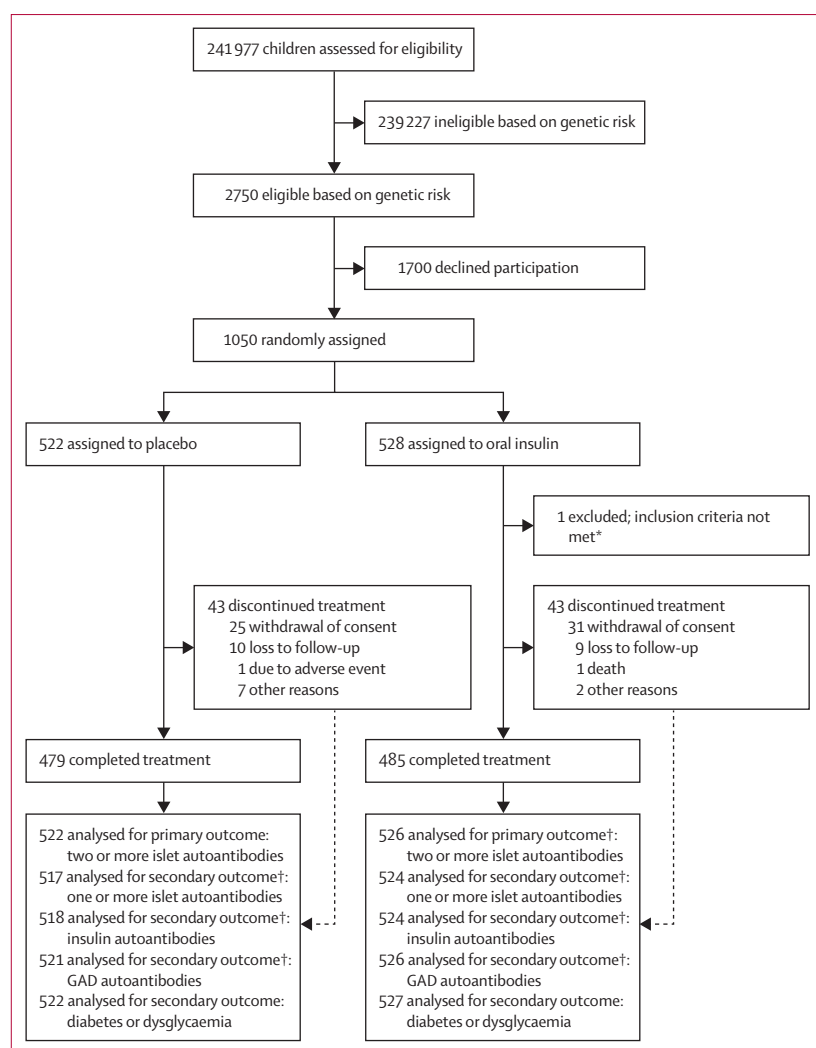 241 977 children assessed for eligibility
239 227 ineligible based on genetic risk
2750 eligible based on genetic risk
1700 declined participation
1050 randomly assigned
522 assigned to placebo
528 assigned to oral insulin
1 excluded; inclusion criteria not
met*
43 discontinued treatment
25 withdrawal of consent
10 loss to follow-up
1 due to adverse event
7 other reasons
43 discontinued treatment
31 withdrawal of consent
9 loss to follow-up
1 death
2 other reasons
479 completed treatment
485 completed treatment
522 analysed for primary outcome:
two or more islet autoantibodies
517 analysed for secondary outcome†:
one or more islet autoantibodies
518 analysed for secondary outcome†:
insulin autoantibodies
521 analysed for secondary outcome†:
GAD autoantibodies
522 analysed for secondary outcome:
diabetes or dysglycaemia
526 analysed for primary outcome†:
two or more islet autoantibodies
524 analysed for secondary outcome†:
one or more islet autoantibodies
524 analysed for secondary outcome†:
insulin autoantibodies
526 analysed for secondary outcome†:
GAD autoantibodies
527 analysed for secondary outcome:
diabetes or dysglycaemia